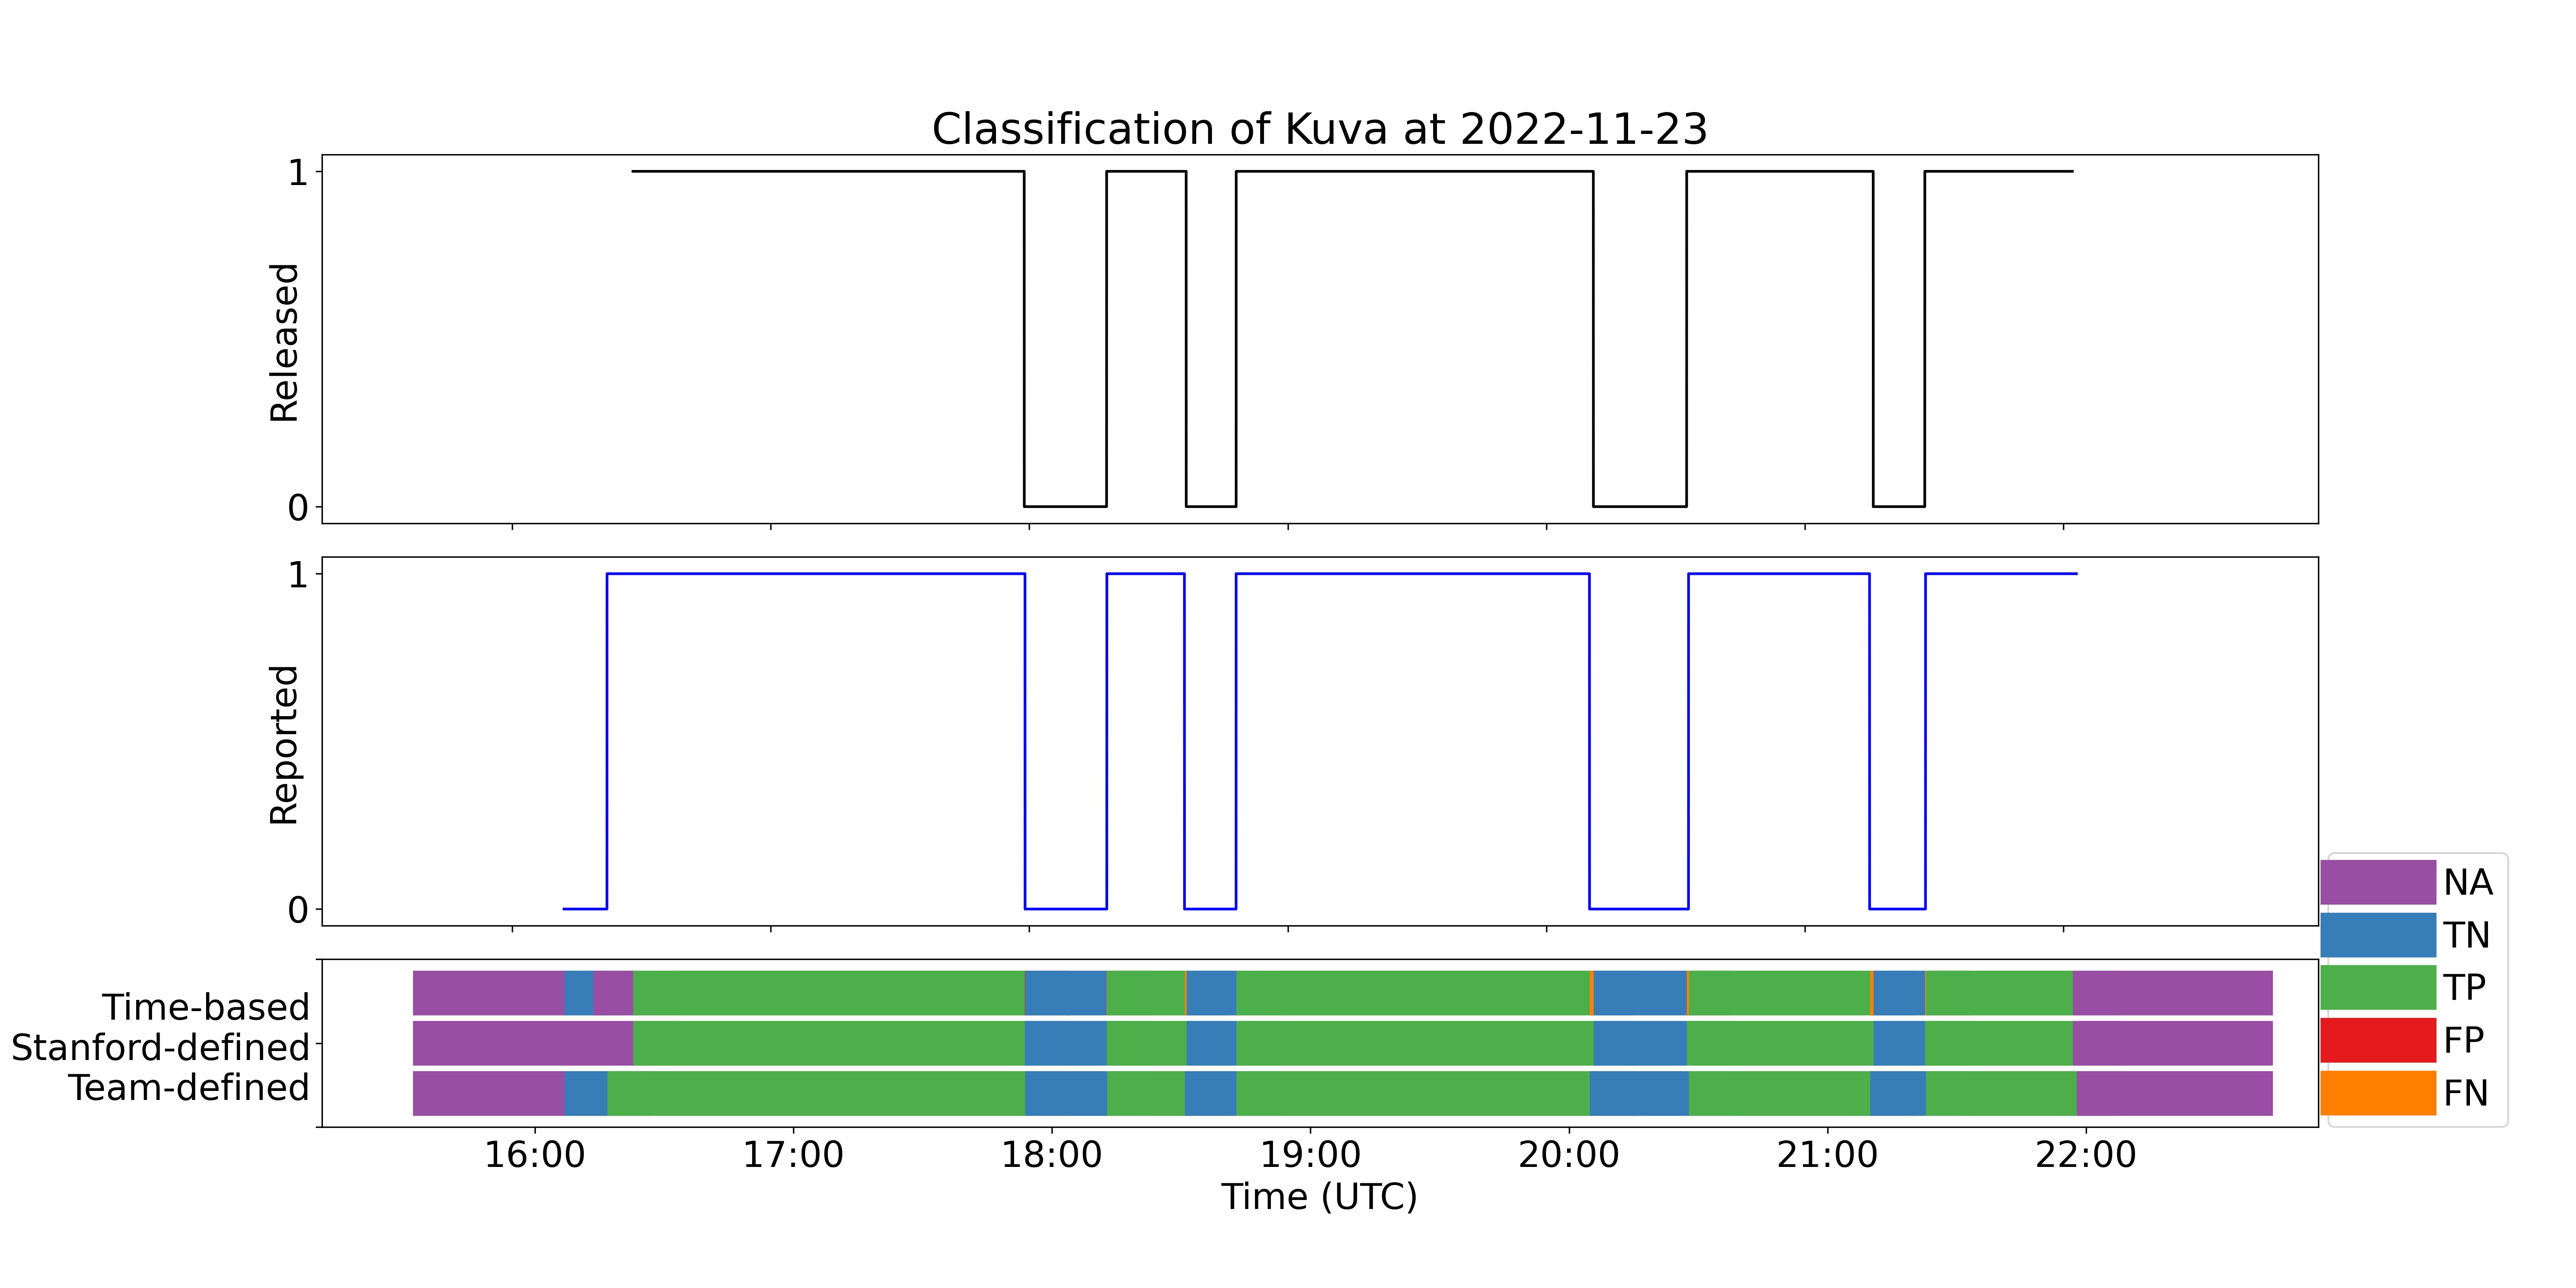 Classification of Kuva at 2022-11-23
1
Released
0
1
Reported
0
NA
TN
TP
FP
FN
Time-based
Stanford-defined
Team-defined
16:00 17:00 18:00 19:00 20:00 21:00 22:00
Time (UTC)